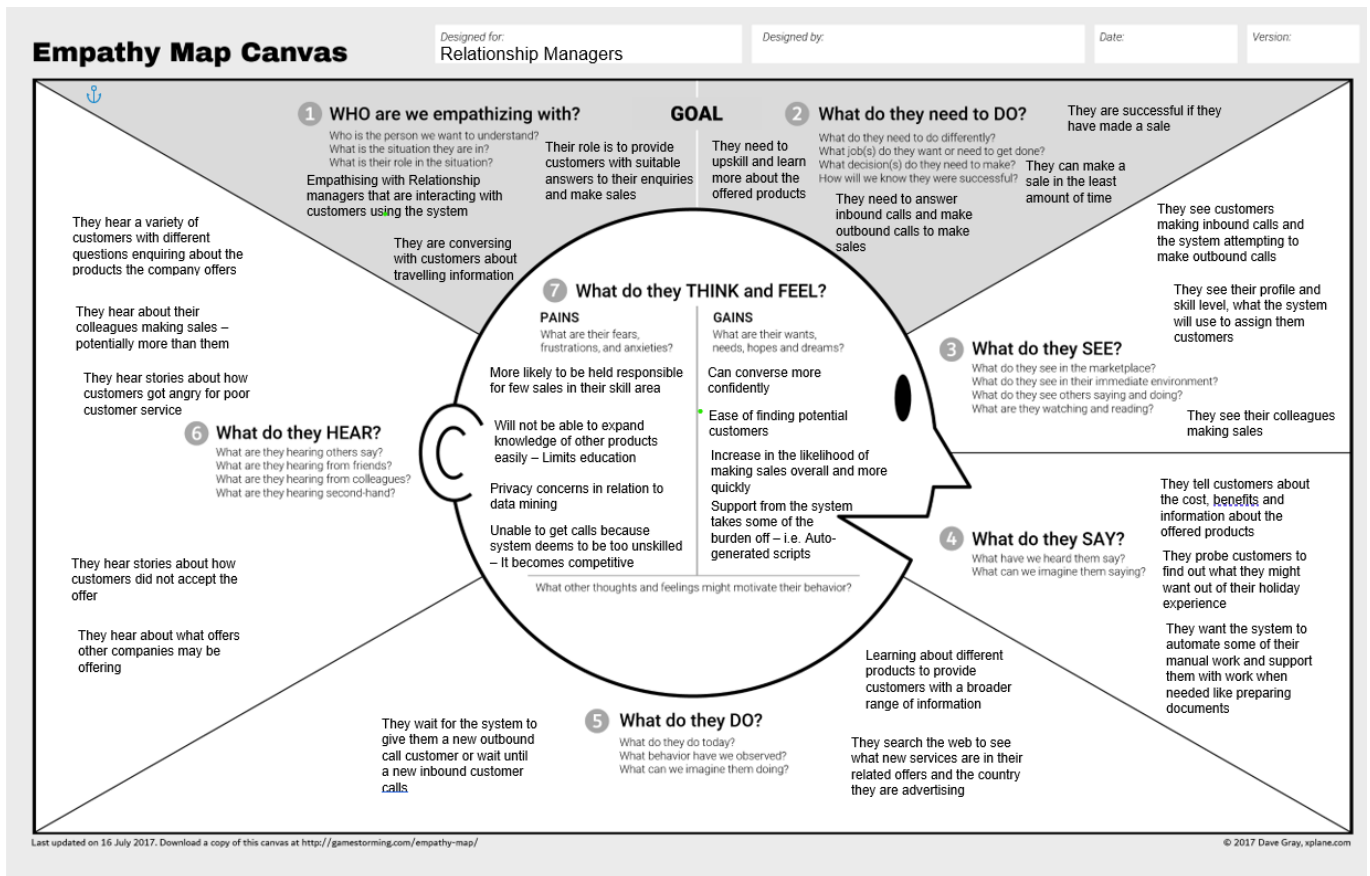 Empathy Map Canvas
Designed for:
Relationship Managers
Designed by:
Date:
Version:
1 WHO are we empathizing with?
Who is the person we want to understand?
What is the situation they are in?
What is their role in the situation?
Empathising with Relationship
managers that are interacting with
customers using the system
Their role is to provide
customers with suitable
answers to their enquiries
and make sales
They are conversing
with customers about
travelling information
GOAL
2 What do they need to DO?
What do they need to do differently?
What job(s) do they want or need to get done?
What decision(s) do they need to make?
How will we know they were successful?
They need to
upskill and learn
more about the
offered products
They need to answer
inbound calls and make
outbound calls to make
sales
They are successful if they
have made a sale
They can make a
sale in the least
amount of time
They see customers
making inbound calls and
the system attempting to
make outbound calls
They see their profile and
skill level, what the system
will use to assign them
customers
3 What do they SEE?
What do they see in the marketplace?
What do they see in their immediate environment?
What do they see others saying and doing?
What are they watching and reading?
They see their colleagues
making sales
4 What do they SAY?
What have we heard them say?
What can we imagine them saying?
They tell customers about
the cost, benefits and
information about the
offered products
They probe customers to
find out what they might
want out of their holiday
experience
They want the system to
automate some of their
manual work and support
them with work when
needed like preparing
documents
5 What do they DO?
What do they do today?
What behavior have we observed?
What can we imagine them doing?
They wait for the system to
give them a new outbound
call customer or wait until
a new inbound customer
calls
Learning about different
products to provide
customers with a broader
range of information
They search the web to see
what new services are in their
related offers and the country
they are advertising
They hear a variety of
customers with different
questions enquiring about the
products the company offers
They hear about their
colleagues making sales –
potentially more than them
They hear stories about how
customers got angry for poor
customer service
6 What do they HEAR?
What are they hearing others say?
What are they hearing from friends?
What are they hearing from colleagues?
What are they hearing second-hand?
They hear stories about how
customers did not accept the
offer
They hear about what offers
other companies may be
offering
7 What do they THINK and FEEL?
PAINS
What are their fears,
frustrations, and anxieties?
More likely to be held responsible
for few sales in their skill area
Will not be able to expand
knowledge of other products
easily – Limits education
Privacy concerns in relation to
data mining
Unable to get calls because
system deems to be too unskilled
– It becomes competitive
GAINS
What are their wants,
needs, hopes and dreams?
Can converse more
confidently
Ease of finding potential
customers
Increase in the likelihood of
making sales overall and more
quickly
Support from the system
takes some of the
burden off – i.e. Auto-
generated scripts
What other thoughts and feelings might motivate their behavior?
Last updated on 16 July 2017. Download a copy of this canvas at http://gamestorming.com/empathy-map/
© 2017 Dave Gray, xplane.com